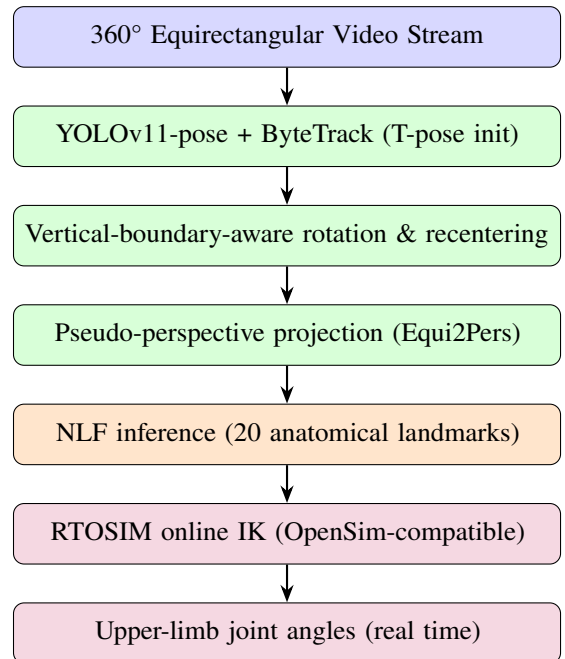 360° Equirectangular Video Stream
YOLOv11-pose + ByteTrack (T-pose init)
Vertical-boundary-aware rotation & recentering
Pseudo-perspective projection (Equi2Pers)
NLF inference (20 anatomical landmarks)
RTOSIM online IK (OpenSim-compatible)
Upper-limb joint angles (real time)